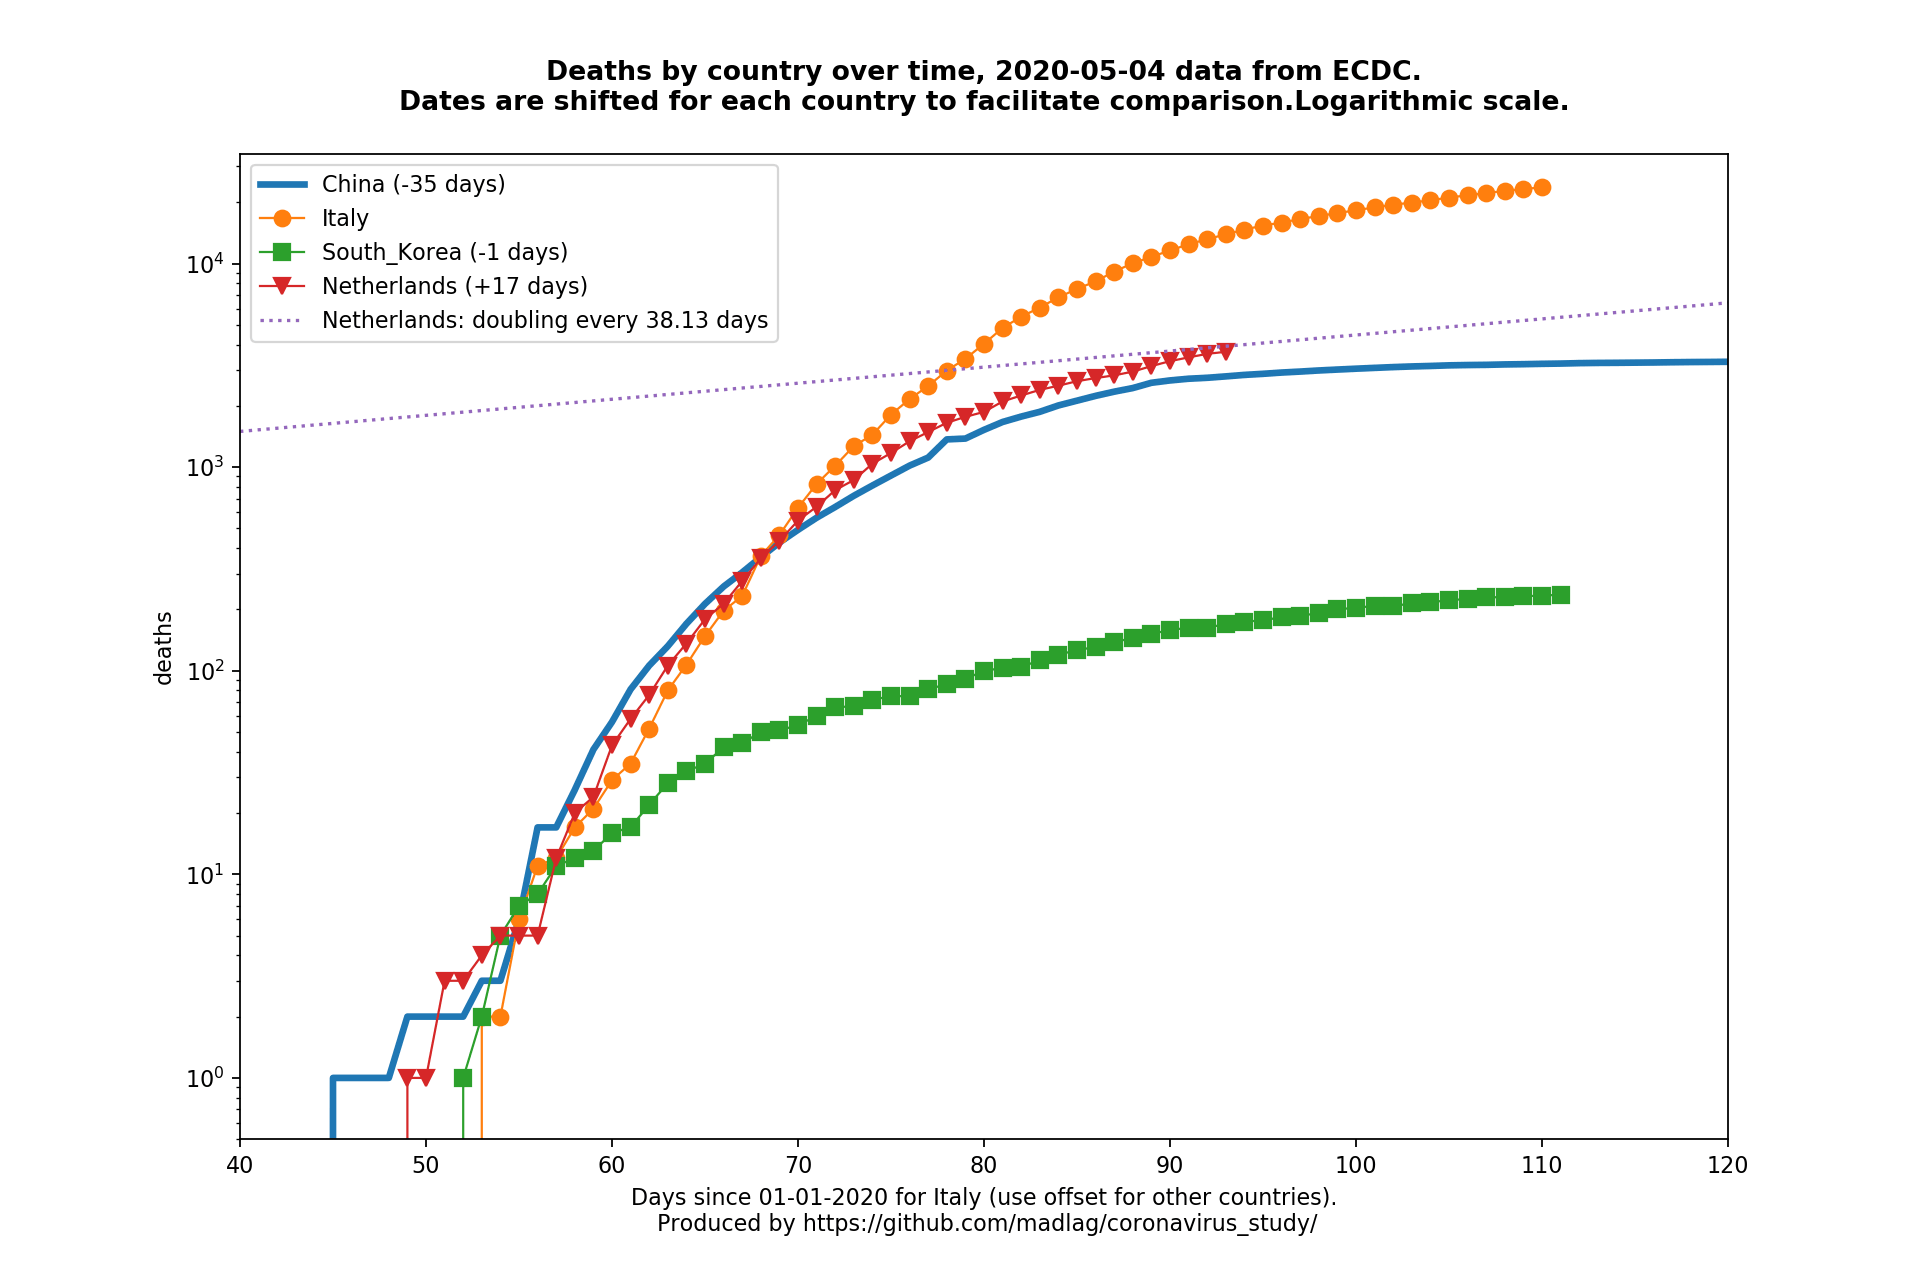 Deaths by country over time, 2020-05-04 data from ECDC.
Dates are shifted for each country to facilitate comparison.Logarithmic scale.
China (-35 days)
Italy
South_Korea (-1 days)
Netherlands (+17 days)
Netherlands: doubling every 38.13 days
10⁴
10³
10²
10¹
10⁰
deaths
40 50 60 70 80 90 100 110 120
Days since 01-01-2020 for Italy (use offset for other countries).
Produced by https://github.com/madlag/coronavirus_study/